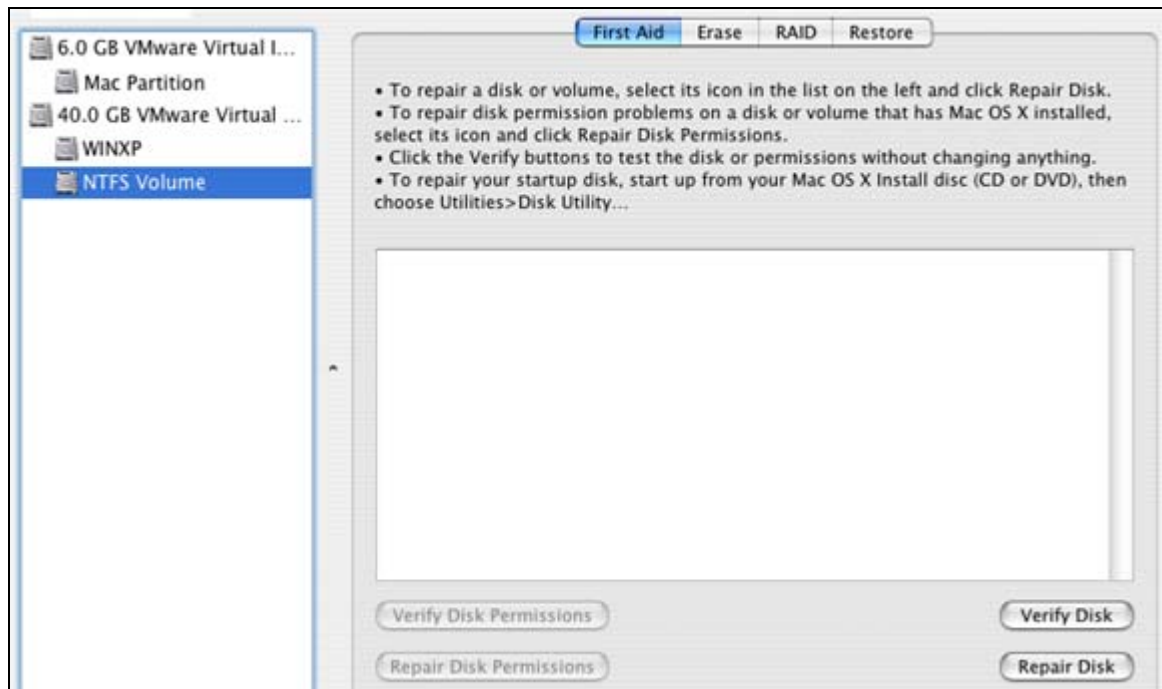 6.0 GB VMware Virtual I...
Mac Partition
40.0 GB VMware Virtual ...
WINXP
NTFS Volume
First Aid Erase RAID Restore
• To repair a disk or volume, select its icon in the list on the left and click Repair Disk.
• To repair disk permission problems on a disk or volume that has Mac OS X installed,
select its icon and click Repair Disk Permissions.
• Click the Verify buttons to test the disk or permissions without changing anything.
• To repair your startup disk, start up from your Mac OS X Install disc (CD or DVD), then
choose Utilities>Disk Utility...
Verify Disk Permissions Verify Disk
Repair Disk Permissions Repair Disk